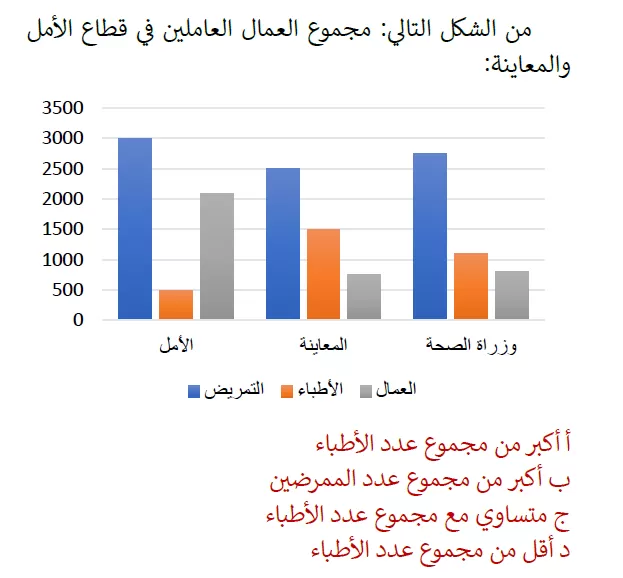 من الشكل التالي: مجموع العمال العاملين في قطاع الأمل
والمعاينة:
3500
3000
2500
2000
1500
1000
500
0
الأمل المعاينة وزراة الصحة
التمريض الأطباء العمال
أ أكبر من مجموع عدد الأطباء
ب أكبر من مجموع عدد الممرضين
ج متساوي مع مجموع عدد الأطباء
د أقل من مجموع عدد الأطباء